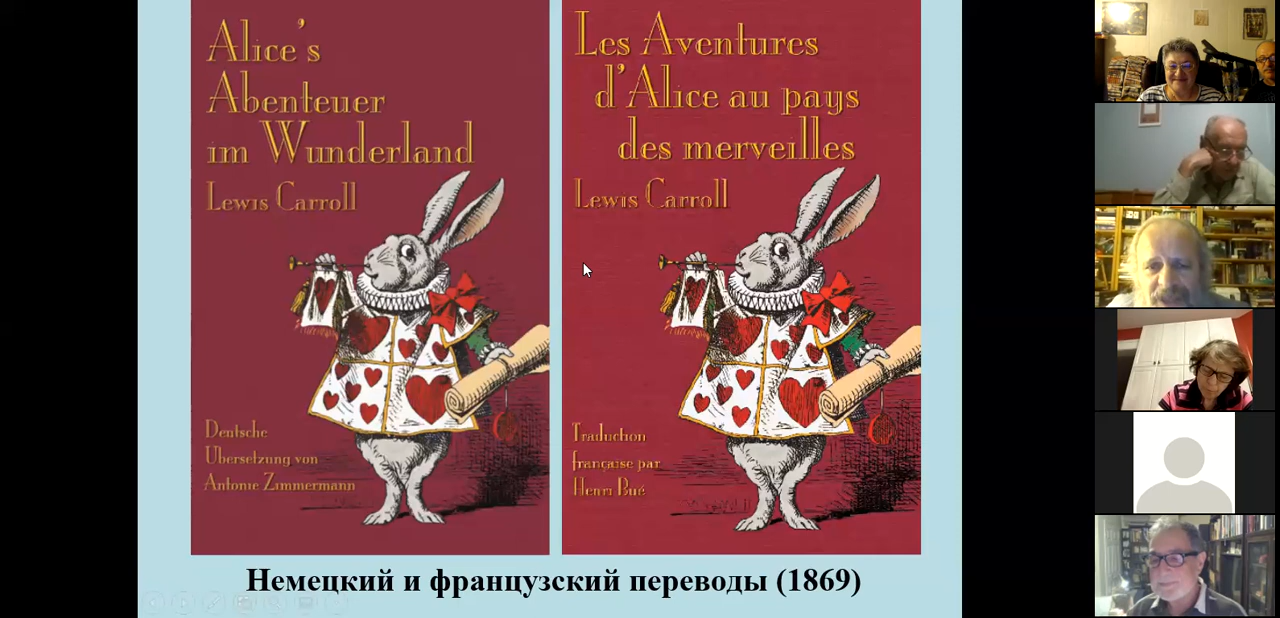 Alice's
Abenteuer
im Wunderland
Lewis Carroll
Deutsche
Übersetzung von
Antonie Zimmermann
Les Aventures
d'Alice au pays
des merveilles
Lewis Carroll
Traduction
française par
Henri Bué
Немецкий и французский переводы (1869)